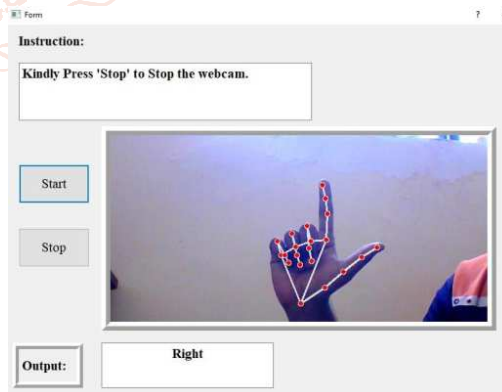 Form
?
Instruction:
Kindly Press 'Stop' to Stop the webcam.
Start
Stop
Output:
Right